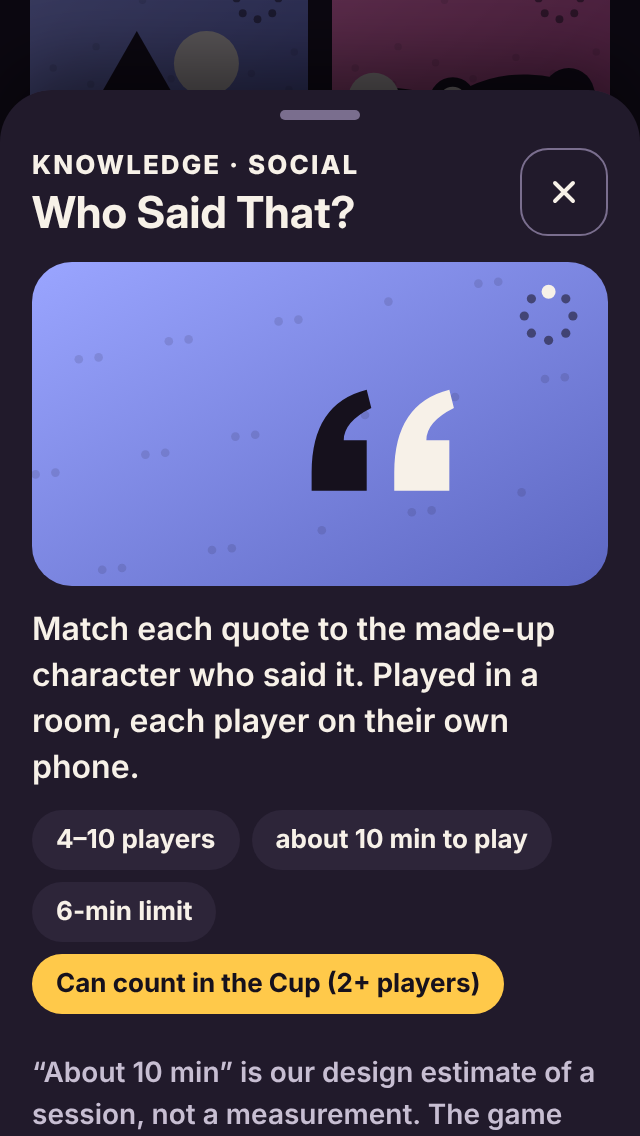 KNOWLEDGE · SOCIAL
Who Said That?
Match each quote to the made-up
character who said it. Played in a
room, each player on their own
phone.
4–10 players
about 10 min to play
6-min limit
Can count in the Cup (2+ players)
“About 10 min” is our design estimate of a
session, not a measurement. The game